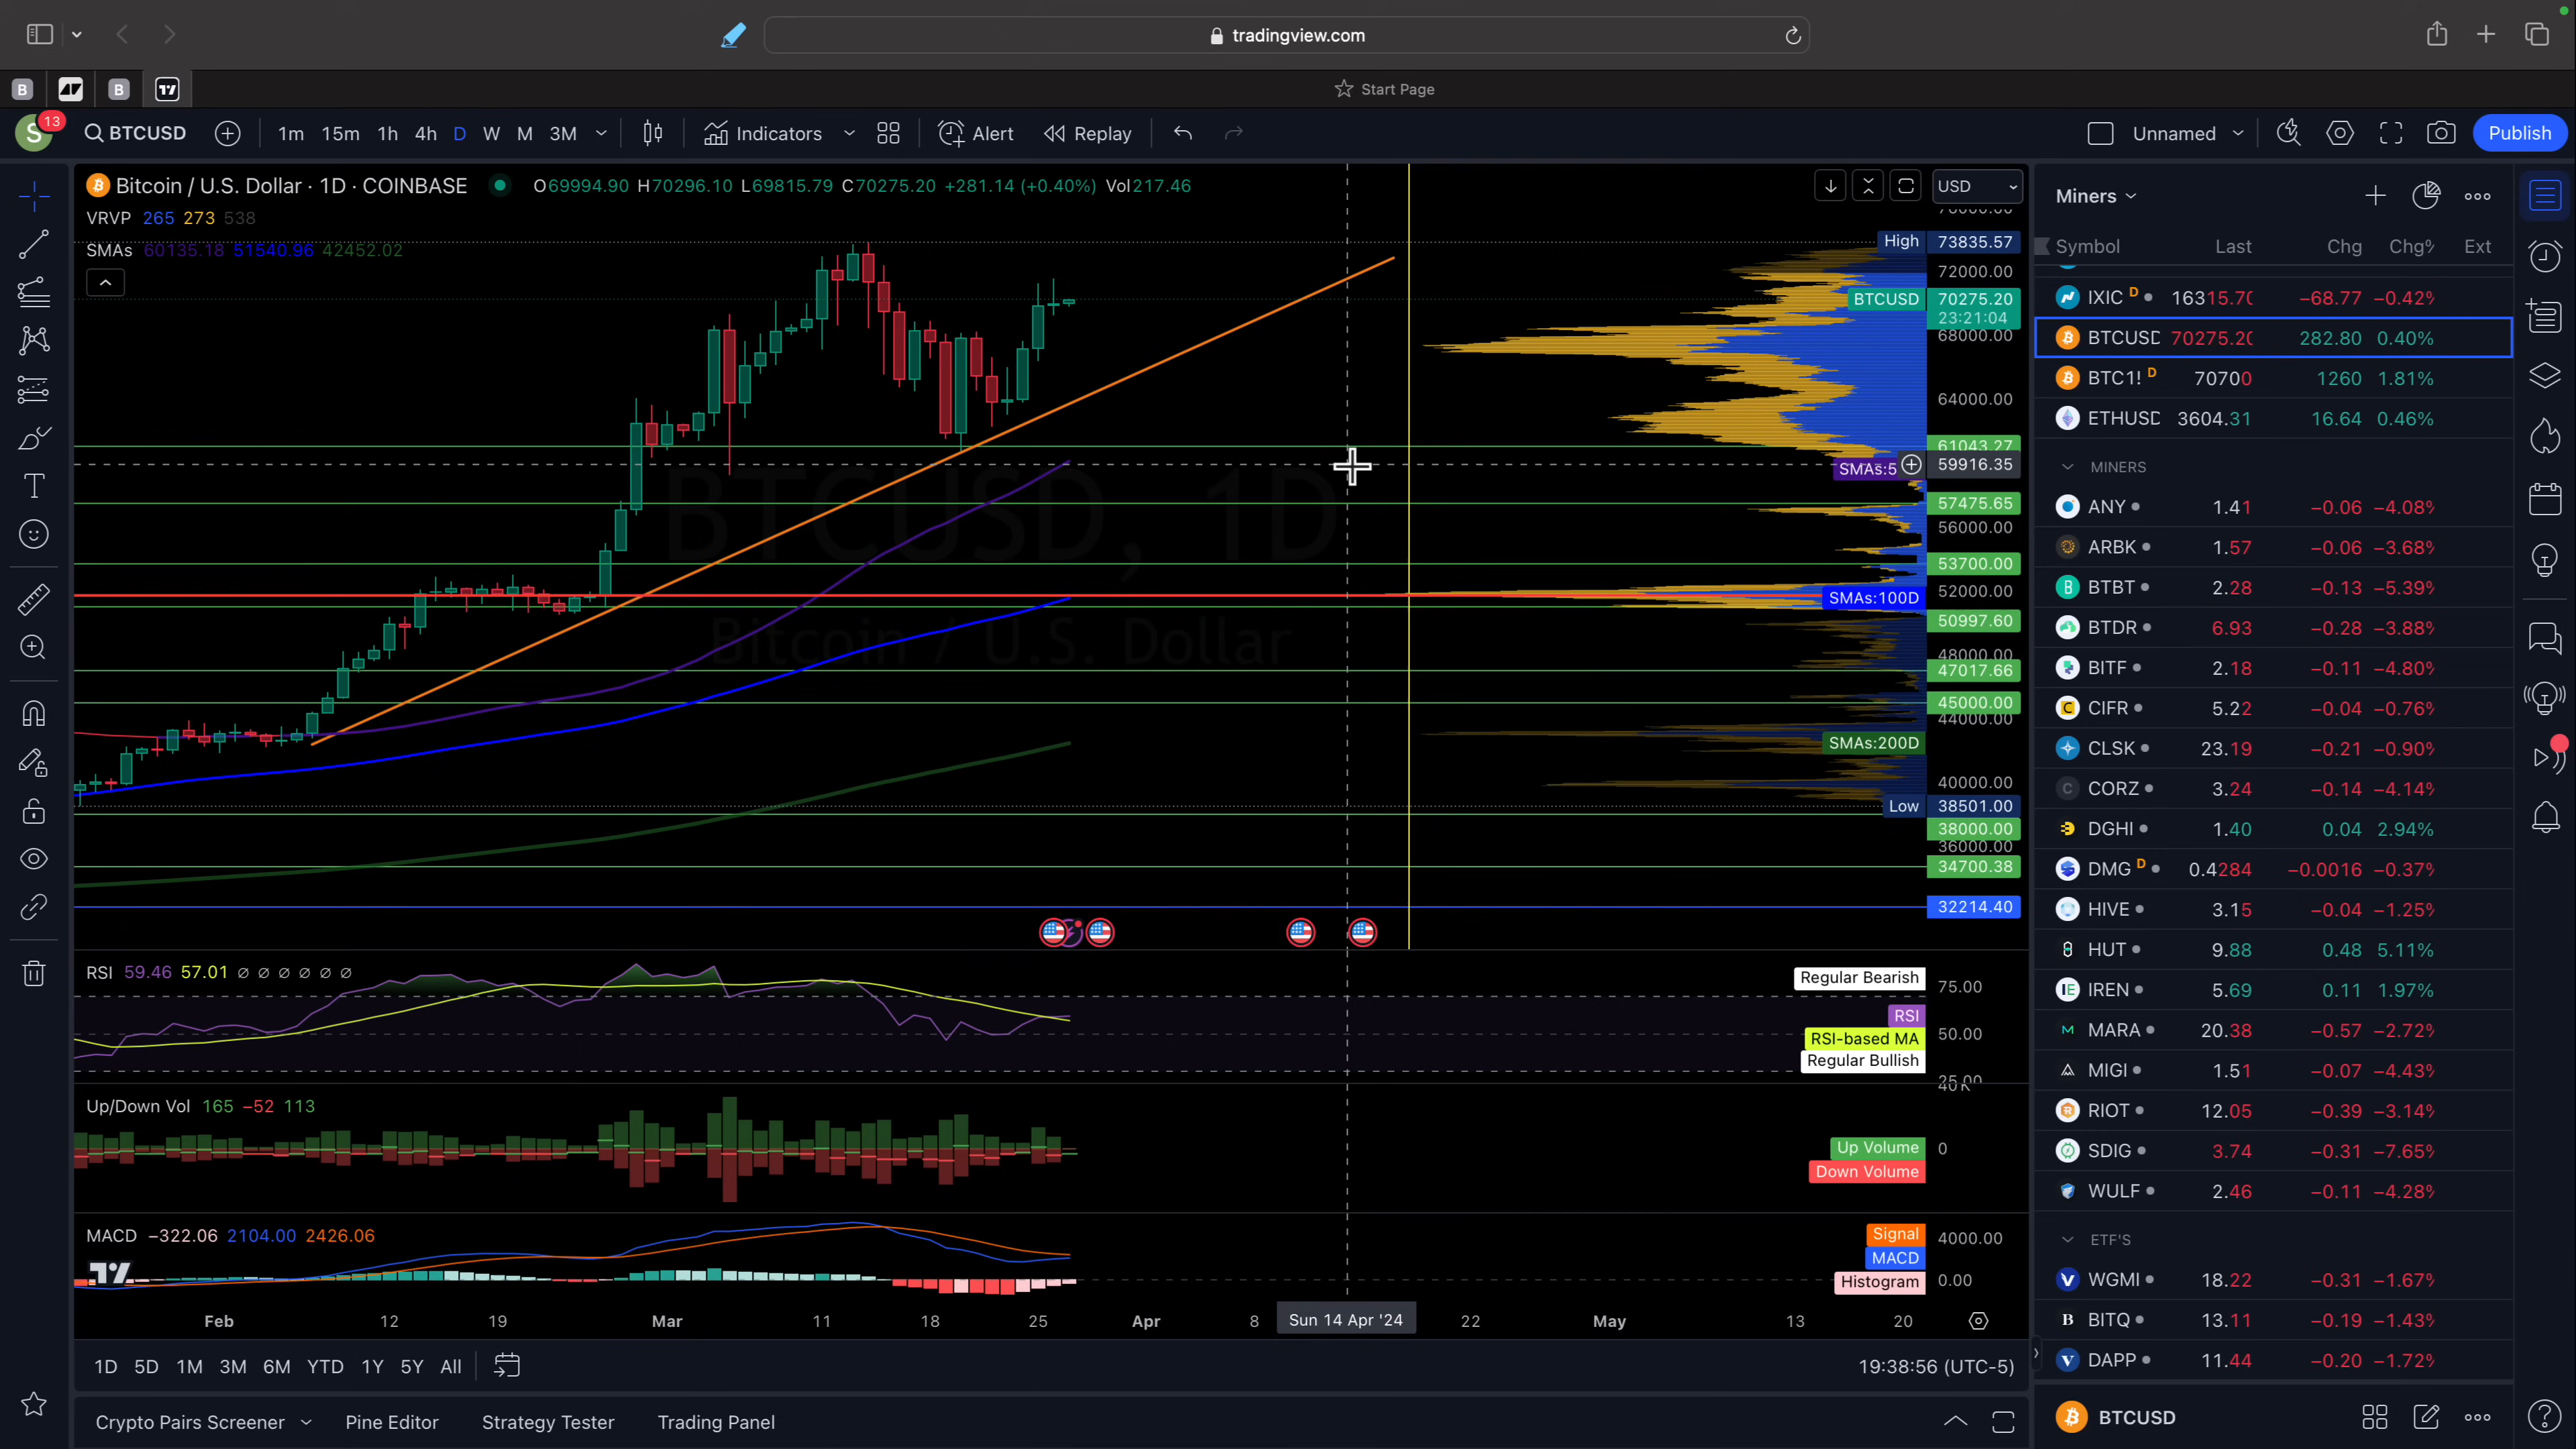 tradingview.com
B B
Start Page
S 13 BTCUSD 1m 15m 1h 4h D W M 3M Indicators Alert Replay Unnamed Publish
Bitcoin / U.S. Dollar · 1D · COINBASE O69994.90 H70296.10 L69815.79 C70275.20 +281.14 (+0.40%) Vol217.46
VRVP 265 273 538
SMAs 60135.18 51540.96 42452.02
BTCUSD, 1D
Bitcoin / U.S. Dollar
USD
High 73835.57
72000.00
BTCUSD 70275.20
23:21:04
68000.00
64000.00
61043.27
SMAs:5 59916.35
57475.65
56000.00
53700.00
52000.00
SMAs:100D
50997.60
48000.00
47017.66
45000.00
44000.00
SMAs:200D
40000.00
Low 38501.00
38000.00
36000.00
34700.38
32214.40
RSI 59.46 57.01 ∅ ∅ ∅ ∅ ∅ ∅
Regular Bearish 75.00
RSI
50.00
RSI-based MA
Regular Bullish
25.00
Up/Down Vol 165 −52 113
Up Volume 0
Down Volume
MACD −322.06 2104.00 2426.06
Signal 4000.00
MACD
Histogram 0.00
Feb 12 19 Mar 11 18 25 Apr 8 Sun 14 Apr '24 22 May 13 20
1D 5D 1M 3M 6M YTD 1Y 5Y All 19:38:56 (UTC-5)
Crypto Pairs Screener Pine Editor Strategy Tester Trading Panel
Miners
Symbol Last Chg Chg% Ext
IXIC D 16315.70 −68.77 −0.42%
BTCUSD 70275.20 282.80 0.40%
BTC1! D 70700 1260 1.81%
ETHUSD 3604.31 16.64 0.46%
MINERS
ANY 1.41 −0.06 −4.08%
ARBK 1.57 −0.06 −3.68%
BTBT 2.28 −0.13 −5.39%
BTDR 6.93 −0.28 −3.88%
BITF 2.18 −0.11 −4.80%
CIFR 5.22 −0.04 −0.76%
CLSK 23.19 −0.21 −0.90%
CORZ 3.24 −0.14 −4.14%
DGHI 1.40 0.04 2.94%
DMG D 0.4284 −0.0016 −0.37%
HIVE 3.15 −0.04 −1.25%
HUT 9.88 0.48 5.11%
IREN 5.69 0.11 1.97%
MARA 20.38 −0.57 −2.72%
MIGI 1.51 −0.07 −4.43%
RIOT 12.05 −0.39 −3.14%
SDIG 3.74 −0.31 −7.65%
WULF 2.46 −0.11 −4.28%
ETF'S
WGMI 18.22 −0.31 −1.67%
BITQ 13.11 −0.19 −1.43%
DAPP 11.44 −0.20 −1.72%
BTCUSD